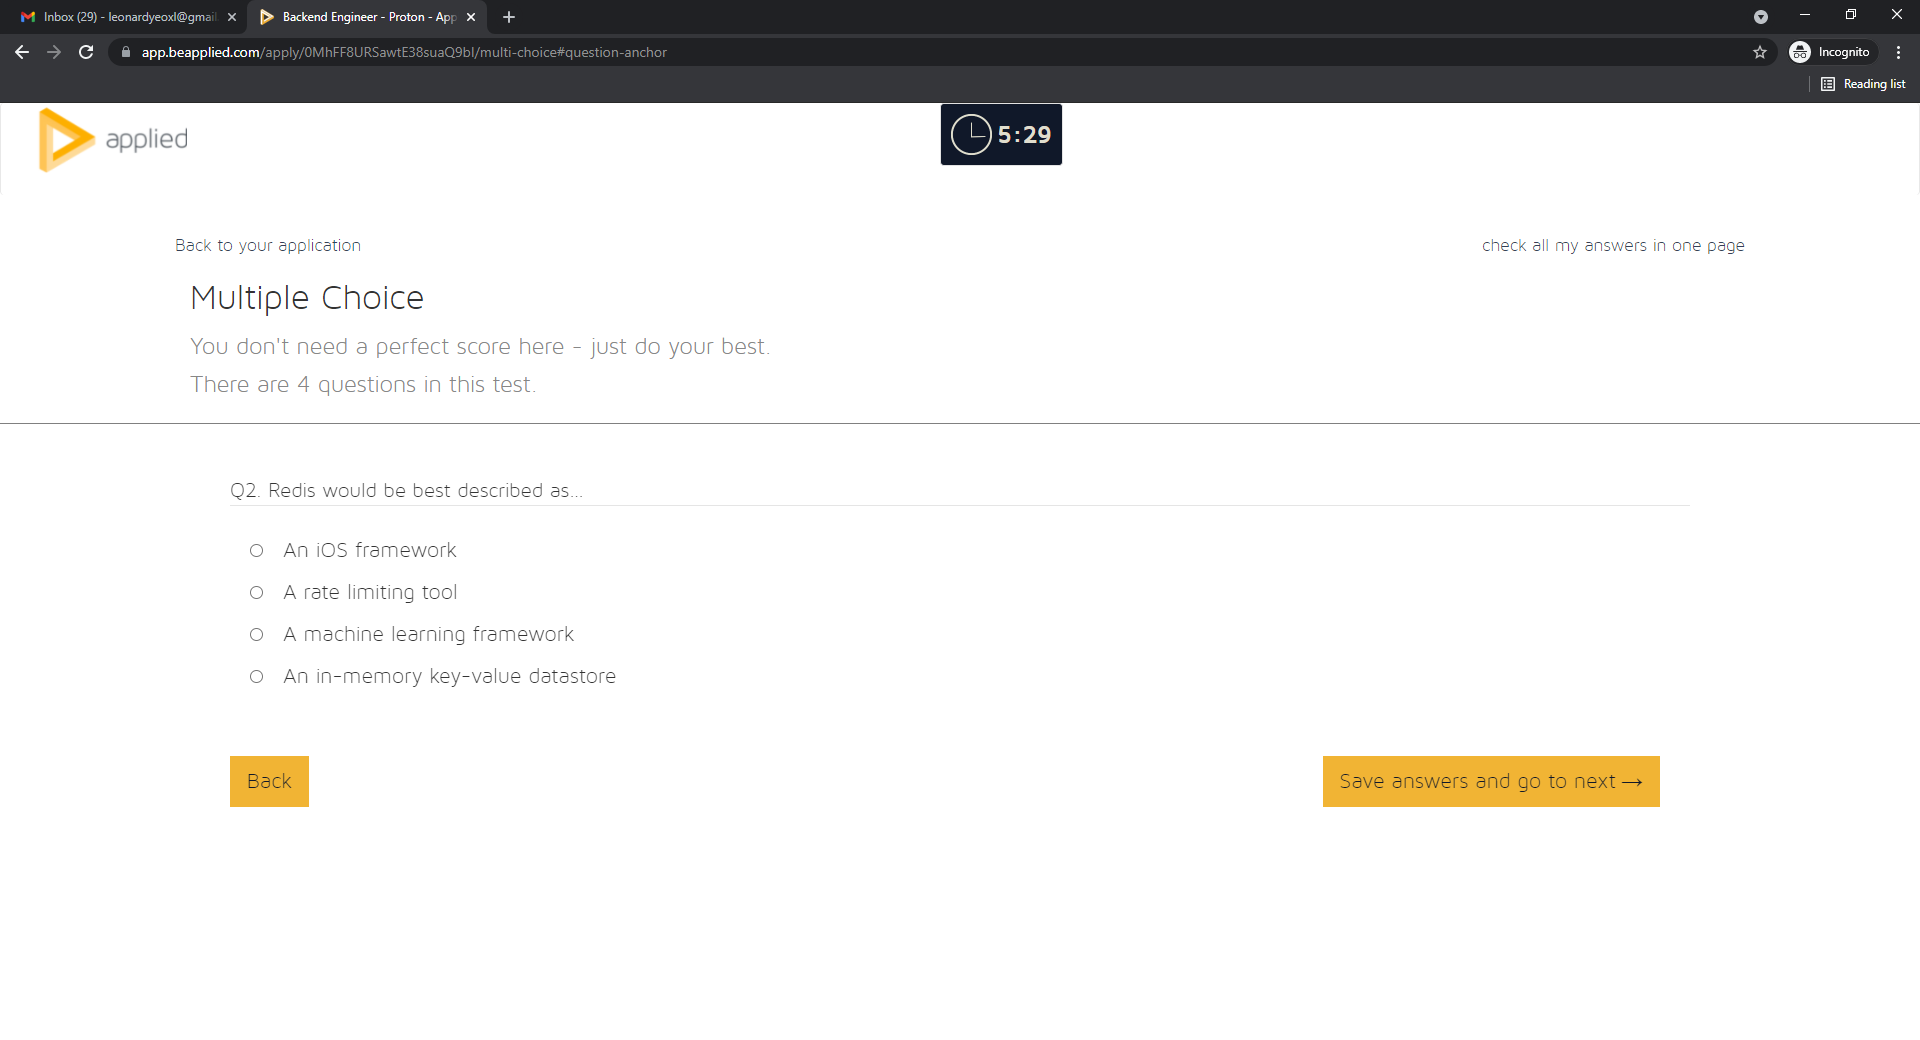 Inbox (29) - leonardyeoxl@gmail
Backend Engineer - Proton - App
app.beapplied.com/apply/0MhFF8URSawtE38suaQ9bl/multi-choice#question-anchor
Incognito
Reading list
applied
5:29
Back to your application
check all my answers in one page
Multiple Choice
You don't need a perfect score here - just do your best.
There are 4 questions in this test.
Q2. Redis would be best described as...
An iOS framework
A rate limiting tool
A machine learning framework
An in-memory key-value datastore
Back
Save answers and go to next →